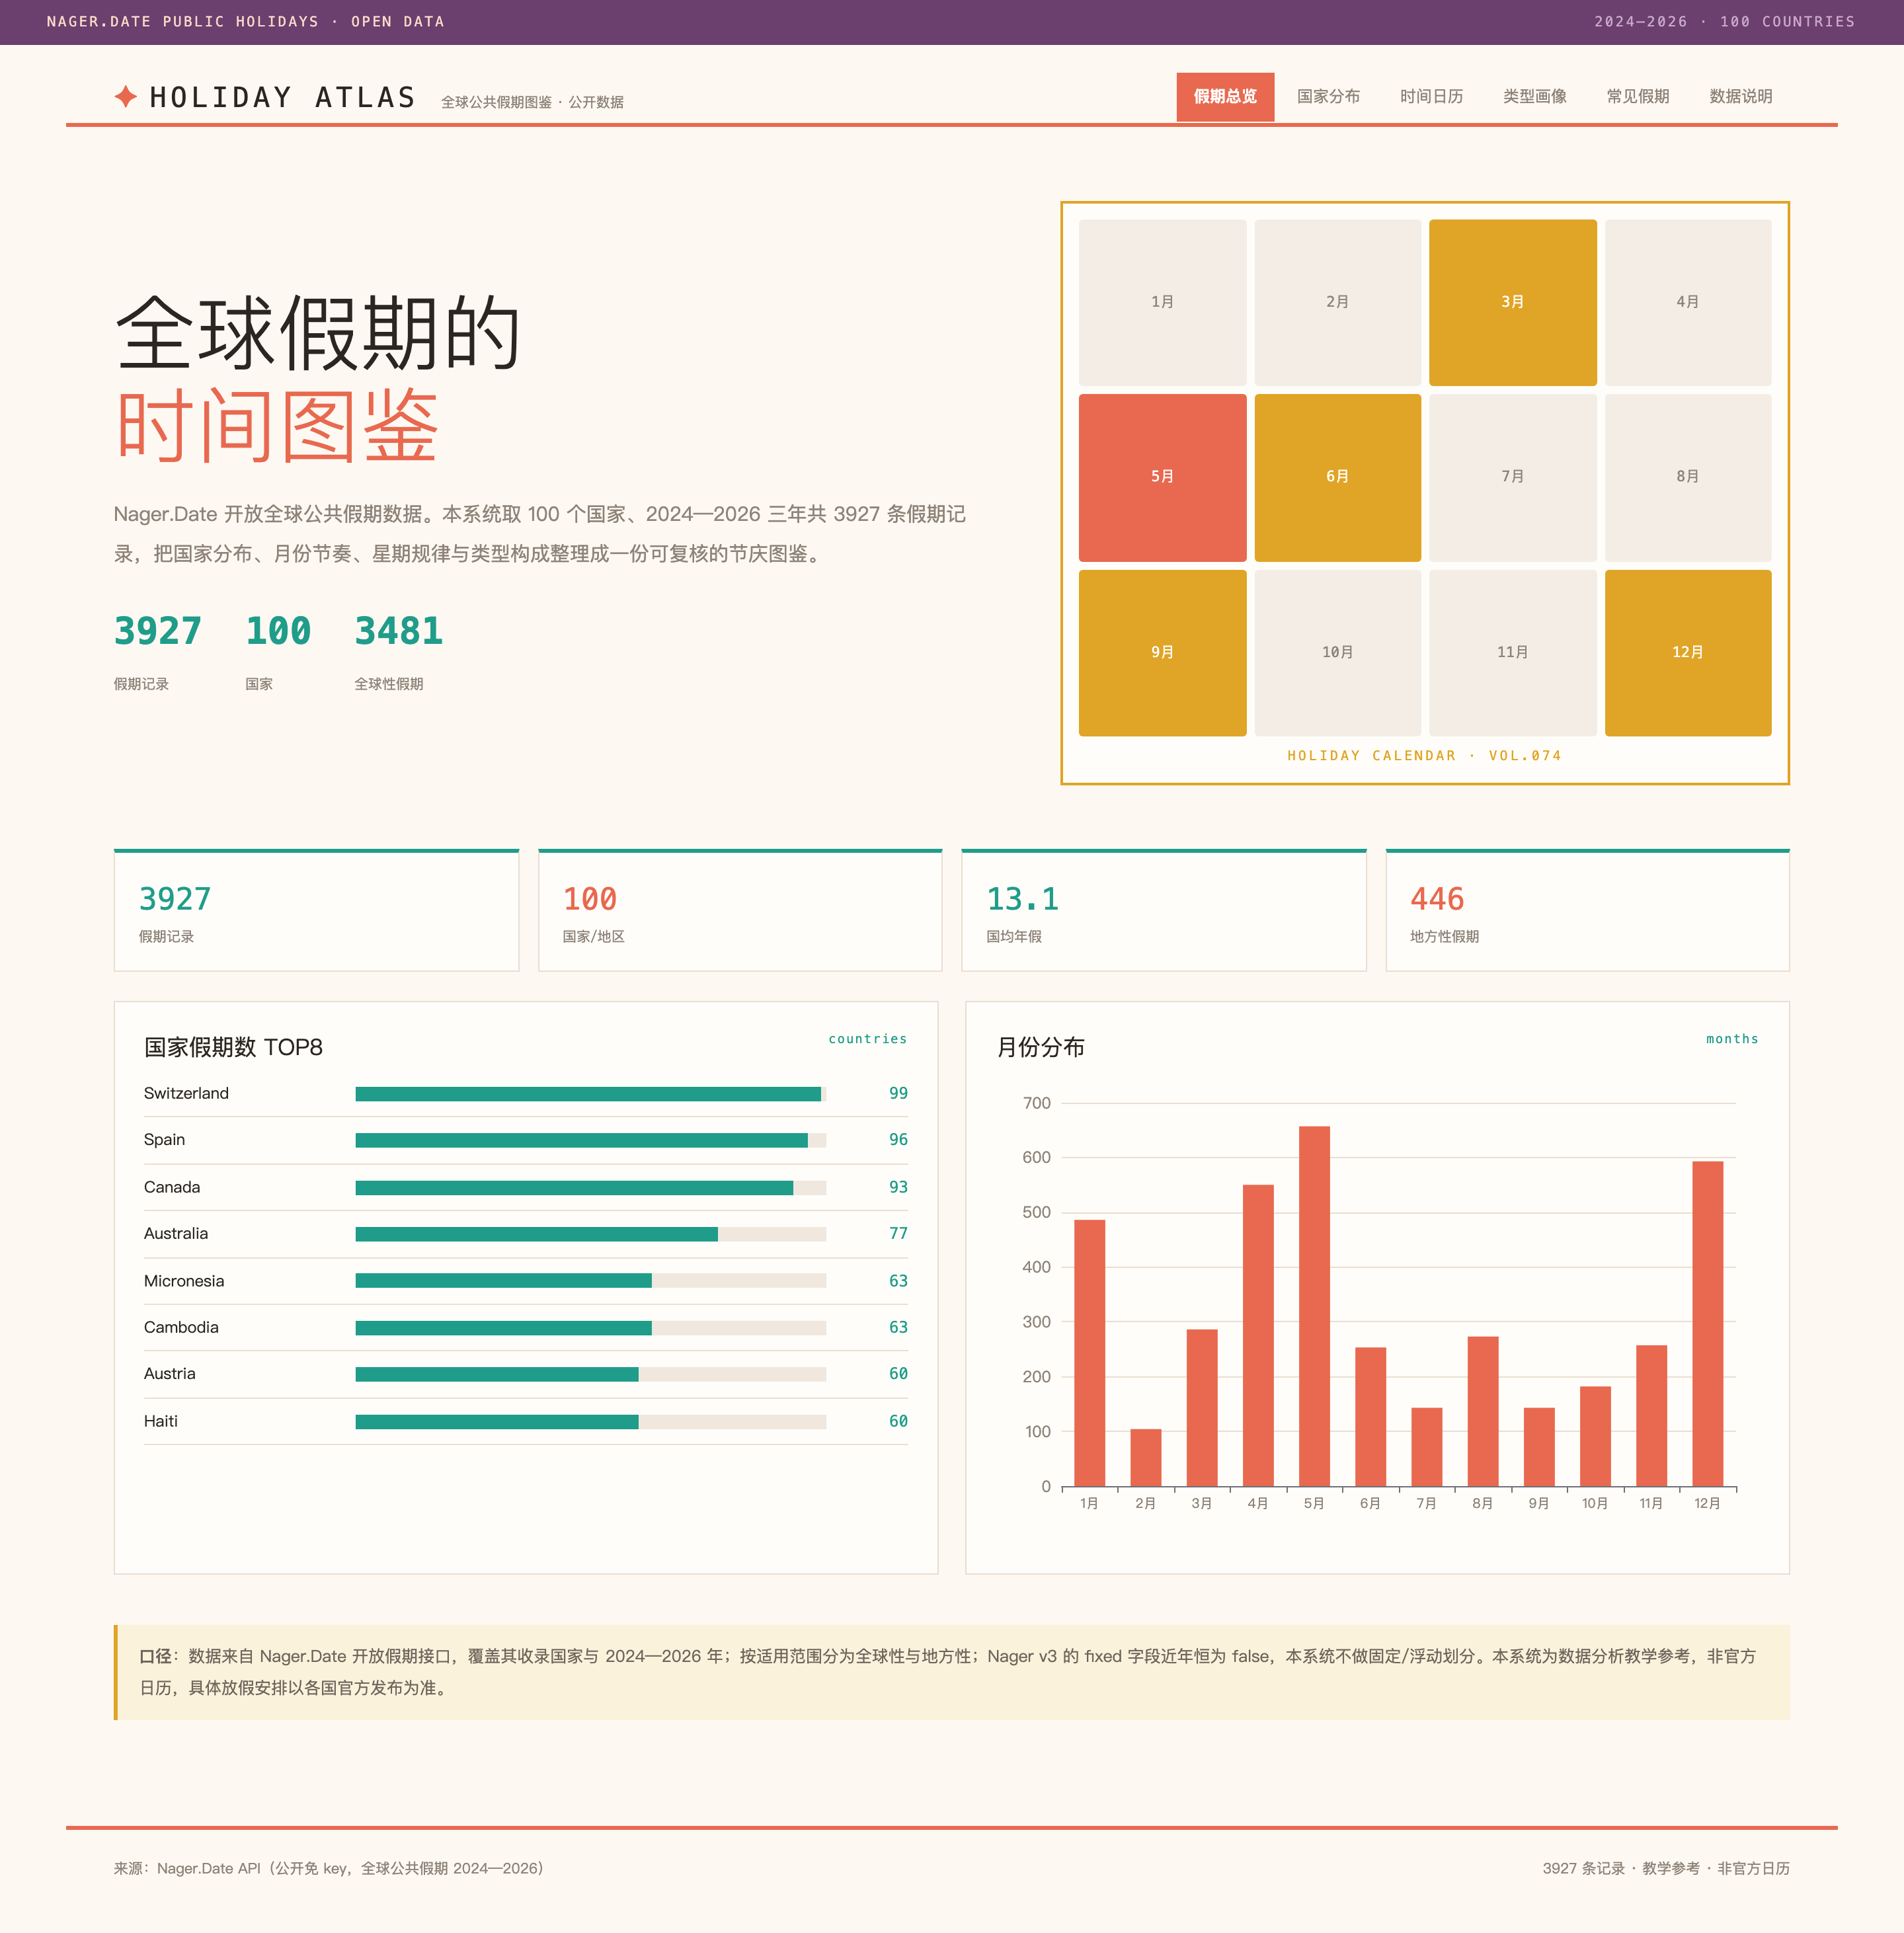 NAGER.DATE PUBLIC HOLIDAYS · OPEN DATA
2024—2026 · 100 COUNTRIES
HOLIDAY ATLAS
全球公共假期图鉴 · 公开数据
假期总览
国家分布
时间日历
类型画像
常见假期
数据说明
全球假期的
时间图鉴
Nager.Date 开放全球公共假期数据。本系统取 100 个国家、2024—2026 三年共 3927 条假期记
录，把国家分布、月份节奏、星期规律与类型构成整理成一份可复核的节庆图鉴。
3927
100
3481
假期记录
国家
全球性假期
1月
2月
3月
4月
5月
6月
7月
8月
9月
10月
11月
12月
HOLIDAY CALENDAR · VOL.074
3927
假期记录
100
国家/地区
13.1
国均年假
446
地方性假期
国家假期数 TOP8
countries
Switzerland
99
Spain
96
Canada
93
Australia
77
Micronesia
63
Cambodia
63
Austria
60
Haiti
60
月份分布
months
700
600
500
400
300
200
100
0
1月
2月
3月
4月
5月
6月
7月
8月
9月
10月
11月
12月
口径：数据来自 Nager.Date 开放假期接口，覆盖其收录国家与 2024—2026 年；按适用范围分为全球性与地方性；Nager v3 的 fixed 字段近年恒为 false，本系统不做固定/浮动划分。本系统为数据分析教学参考，非官方
日历，具体放假安排以各国官方发布为准。
来源：Nager.Date API（公开免 key，全球公共假期 2024—2026）
3927 条记录 · 教学参考 · 非官方日历